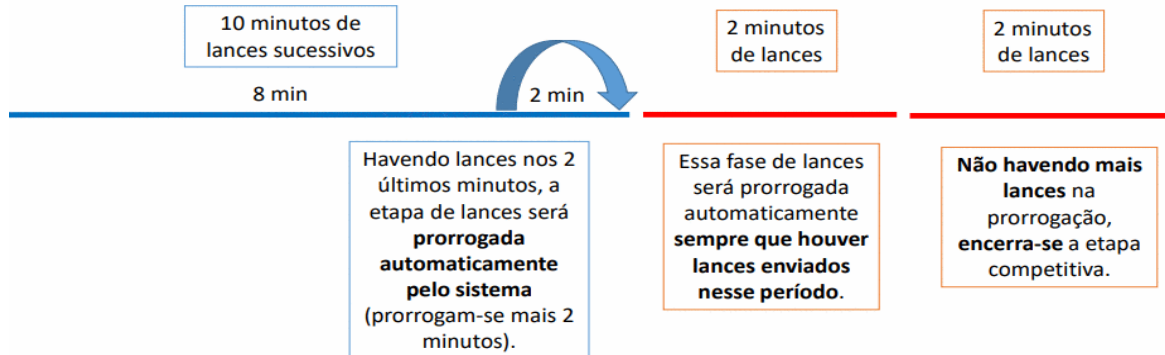 10 minutos de
lances sucessivos
8 min
2 min
2 minutos
de lances
2 minutos
de lances
Havendo lances nos 2
últimos minutos, a
etapa de lances será
prorrogada
automaticamente
pelo sistema
(prorrogam-se mais 2
minutos).
Essa fase de lances
será prorrogada
automaticamente
sempre que houver
lances enviados
nesse período.
Não havendo mais
lances na
prorrogação,
encerra-se a etapa
competitiva.